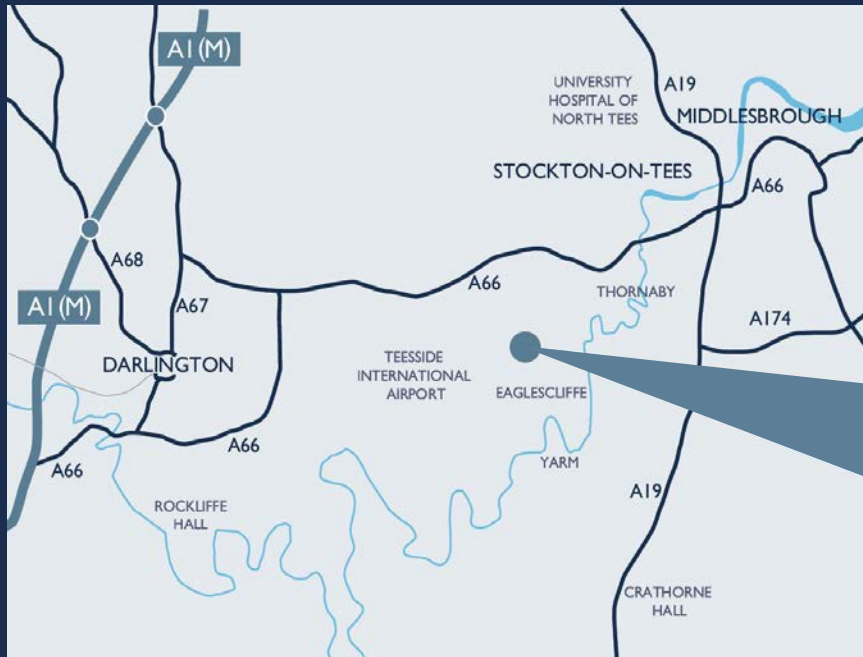 A1(M)
UNIVERSITY
HOSPITAL OF
NORTH TEES
A19
MIDDLESBROUGH
STOCKTON-ON-TEES
A66
A68
A66
THORNABY
A1(M)
A67
A174
DARLINGTON
TEESSIDE
INTERNATIONAL
AIRPORT
EAGLESCLIFFE
A66
A66
YARM
A19
ROCKLIFFE
HALL
CRATHORNE
HALL